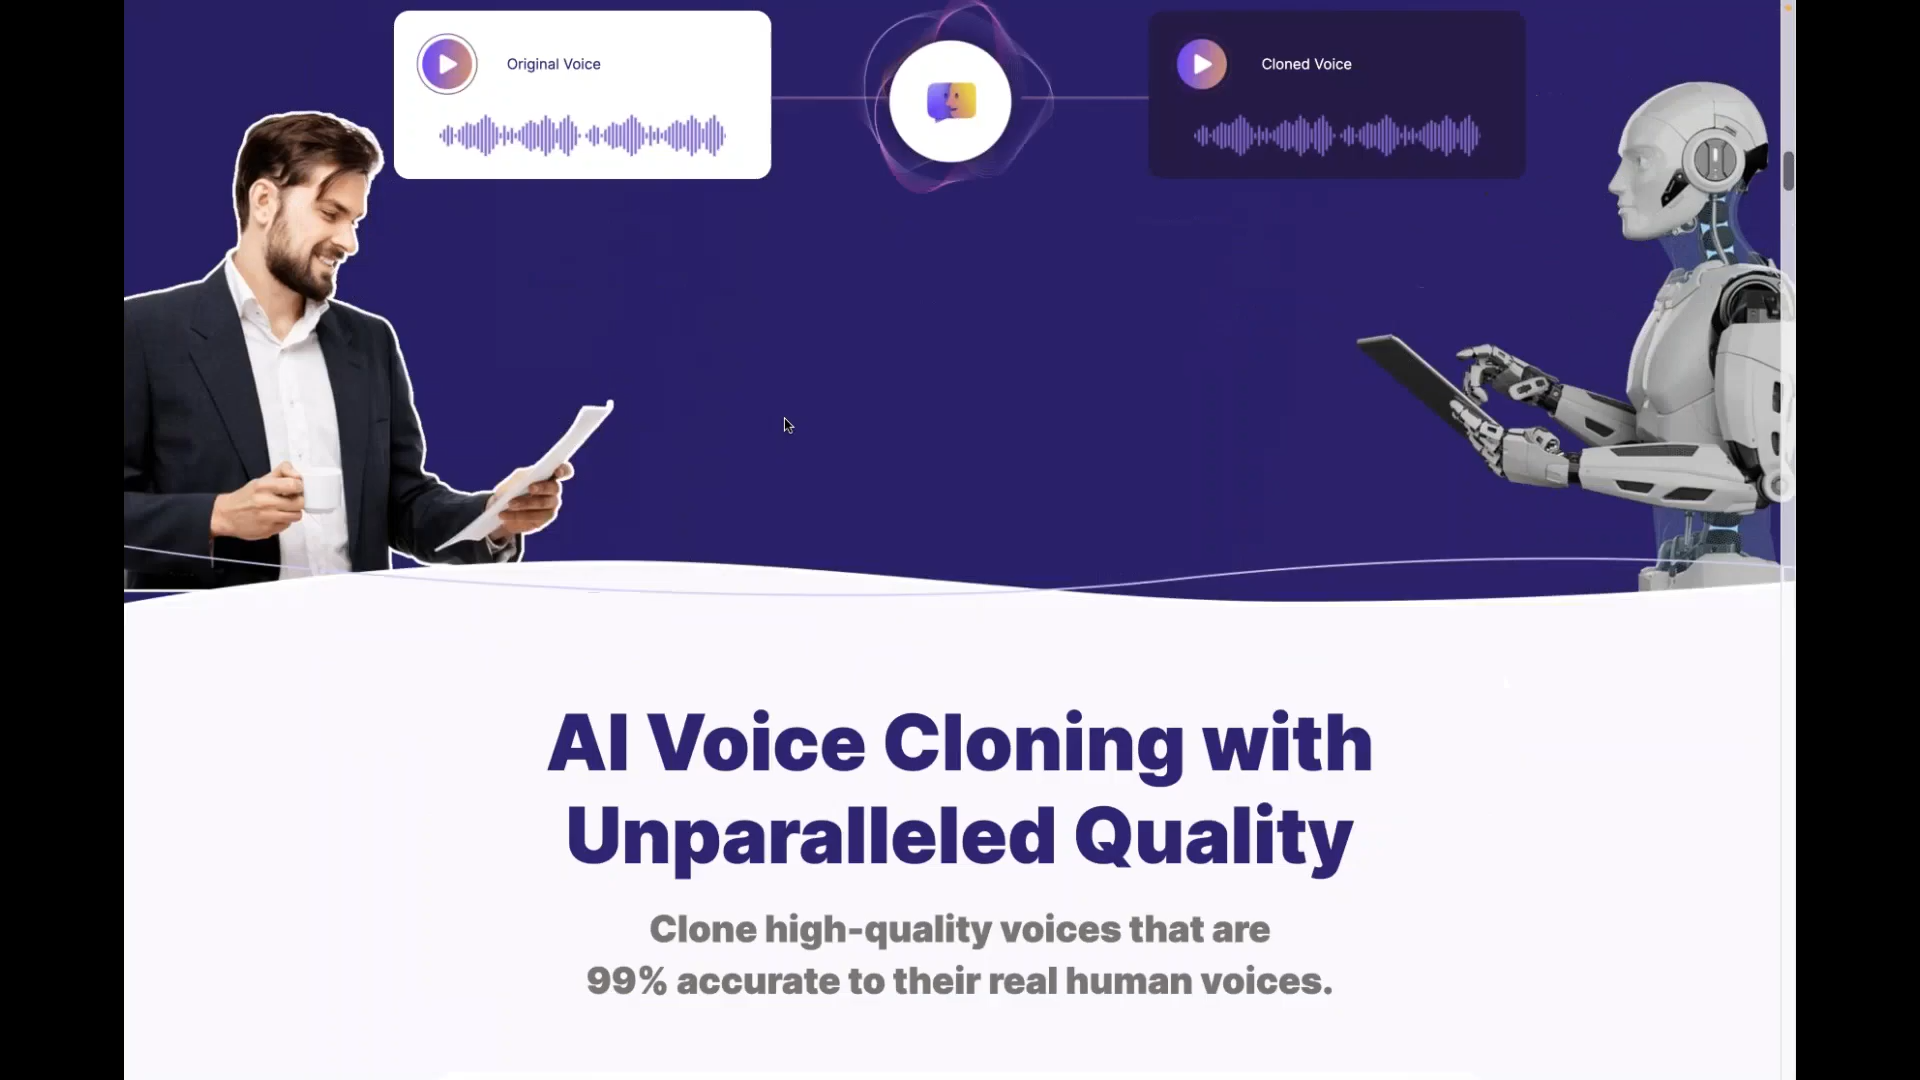 Original Voice
Cloned Voice
AI Voice Cloning with
Unparalleled Quality
Clone high-quality voices that are
99% accurate to their real human voices.